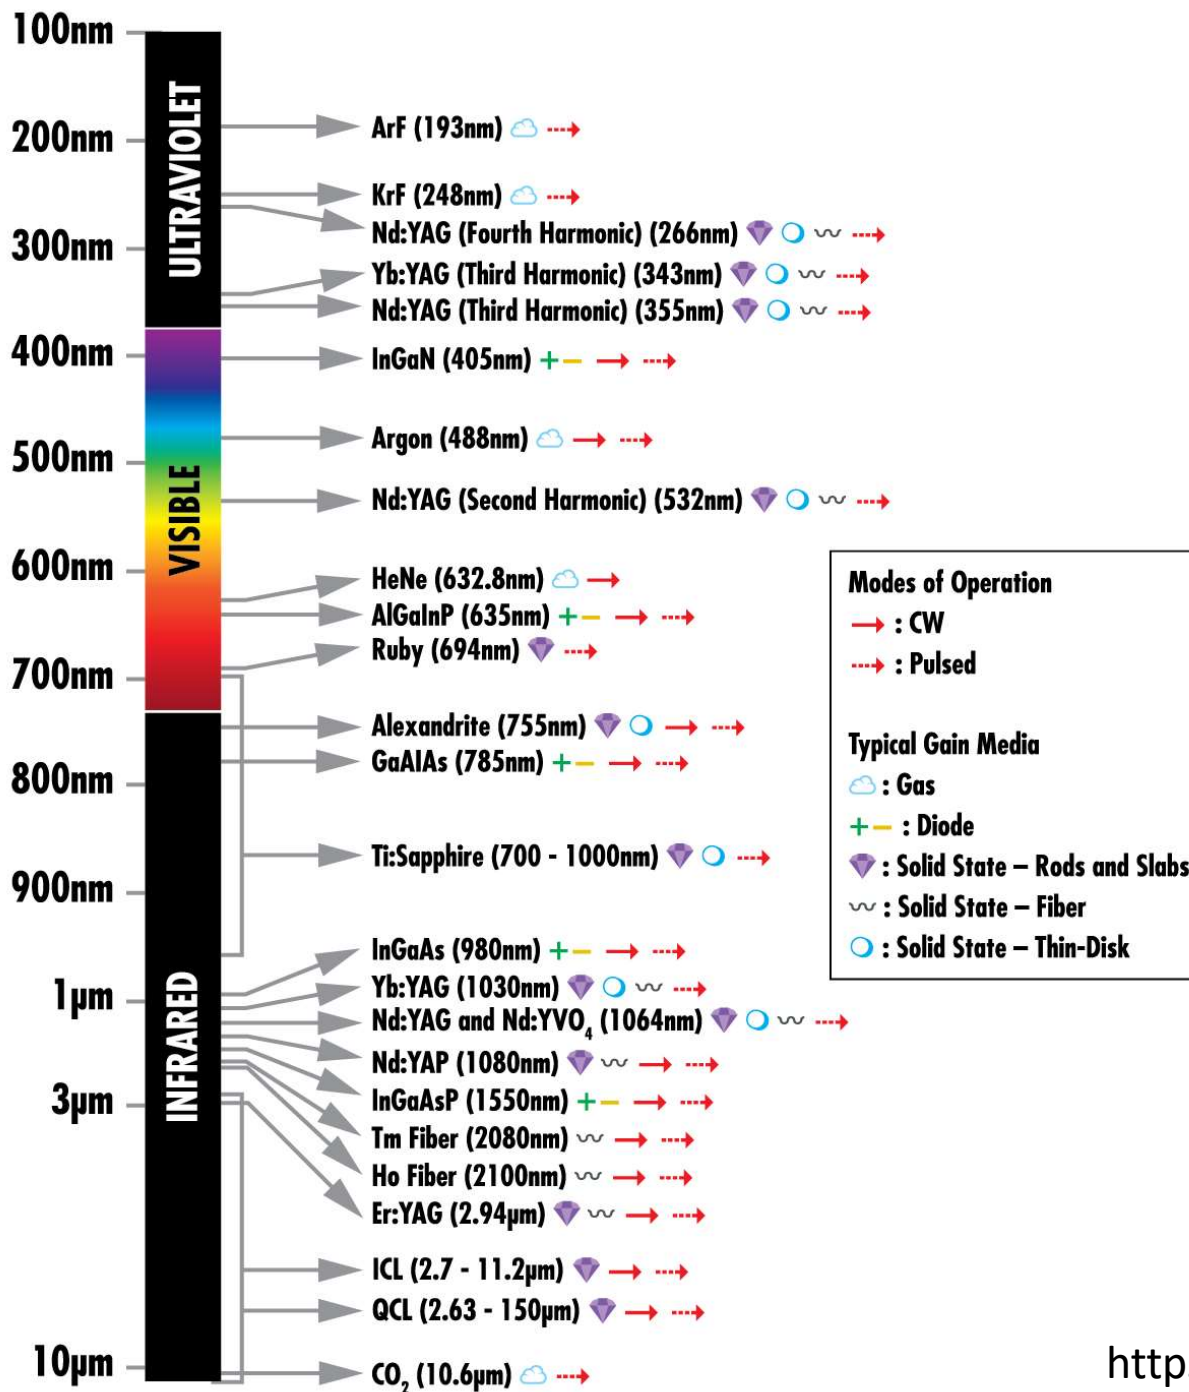 100nm
200nm
300nm
400nm
500nm
600nm
700nm
800nm
900nm
1µm
3µm
10µm
ULTRAVIOLET
VISIBLE
INFRARED
ArF (193nm)
KrF (248nm)
Nd:YAG (Fourth Harmonic) (266nm)
Yb:YAG (Third Harmonic) (343nm)
Nd:YAG (Third Harmonic) (355nm)
InGaN (405nm)
Argon (488nm)
Nd:YAG (Second Harmonic) (532nm)
HeNe (632.8nm)
AlGaInP (635nm)
Ruby (694nm)
Alexandrite (755nm)
GaAlAs (785nm)
Ti:Sapphire (700 - 1000nm)
InGaAs (980nm)
Yb:YAG (1030nm)
Nd:YAG and Nd:YVO₄ (1064nm)
Nd:YAP (1080nm)
InGaAsP (1550nm)
Tm Fiber (2080nm)
Ho Fiber (2100nm)
Er:YAG (2.94µm)
ICL (2.7 - 11.2µm)
QCL (2.63 - 150µm)
CO₂ (10.6µm)
Modes of Operation
: CW
: Pulsed
Typical Gain Media
: Gas
: Diode
: Solid State – Rods and Slabs
: Solid State – Fiber
: Solid State – Thin-Disk
http